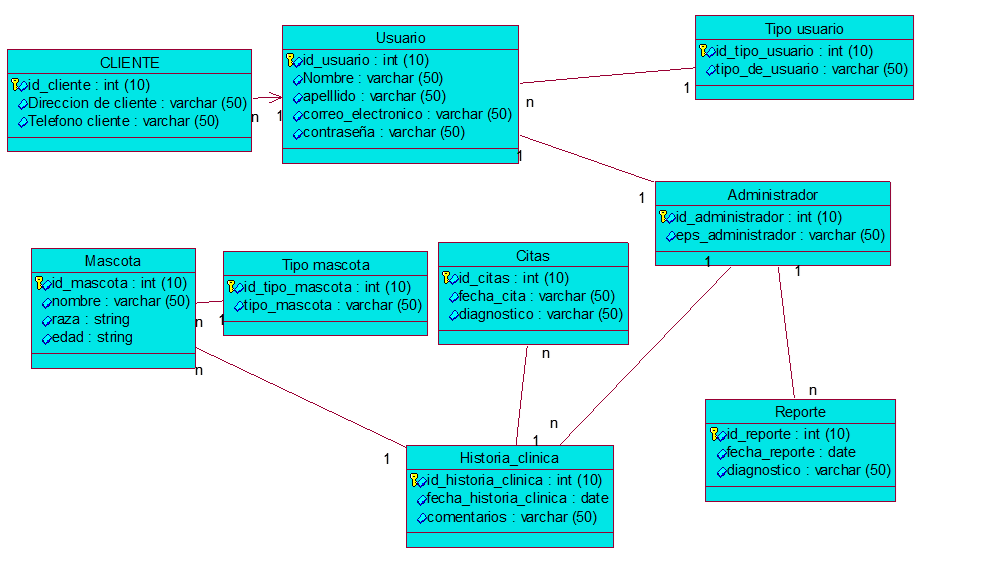 CLIENTE
id_cliente : int (10)
Direccion de cliente : varchar (50)
Telefono cliente : varchar (50)
n
1
Usuario
id_usuario : int (10)
Nombre : varchar (50)
apelllido : varchar (50)
correo_electronico : varchar (50)
contraseña : varchar (50)
n
1
1
1
Tipo usuario
id_tipo_usuario : int (10)
tipo_de_usuario : varchar (50)
Administrador
id_administrador : int (10)
eps_administrador : varchar (50)
1
1
Mascota
id_mascota : int (10)
nombre : varchar (50)
raza : string
edad : string
n
1
n
1
Tipo mascota
id_tipo_mascota : int (10)
tipo_mascota : varchar (50)
Citas
id_citas : int (10)
fecha_cita : varchar (50)
diagnostico : varchar (50)
n
1
n
n
Historia_clinica
id_historia_clinica : int (10)
fecha_historia_clinica : date
comentarios : varchar (50)
Reporte
id_reporte : int (10)
fecha_reporte : date
diagnostico : varchar (50)